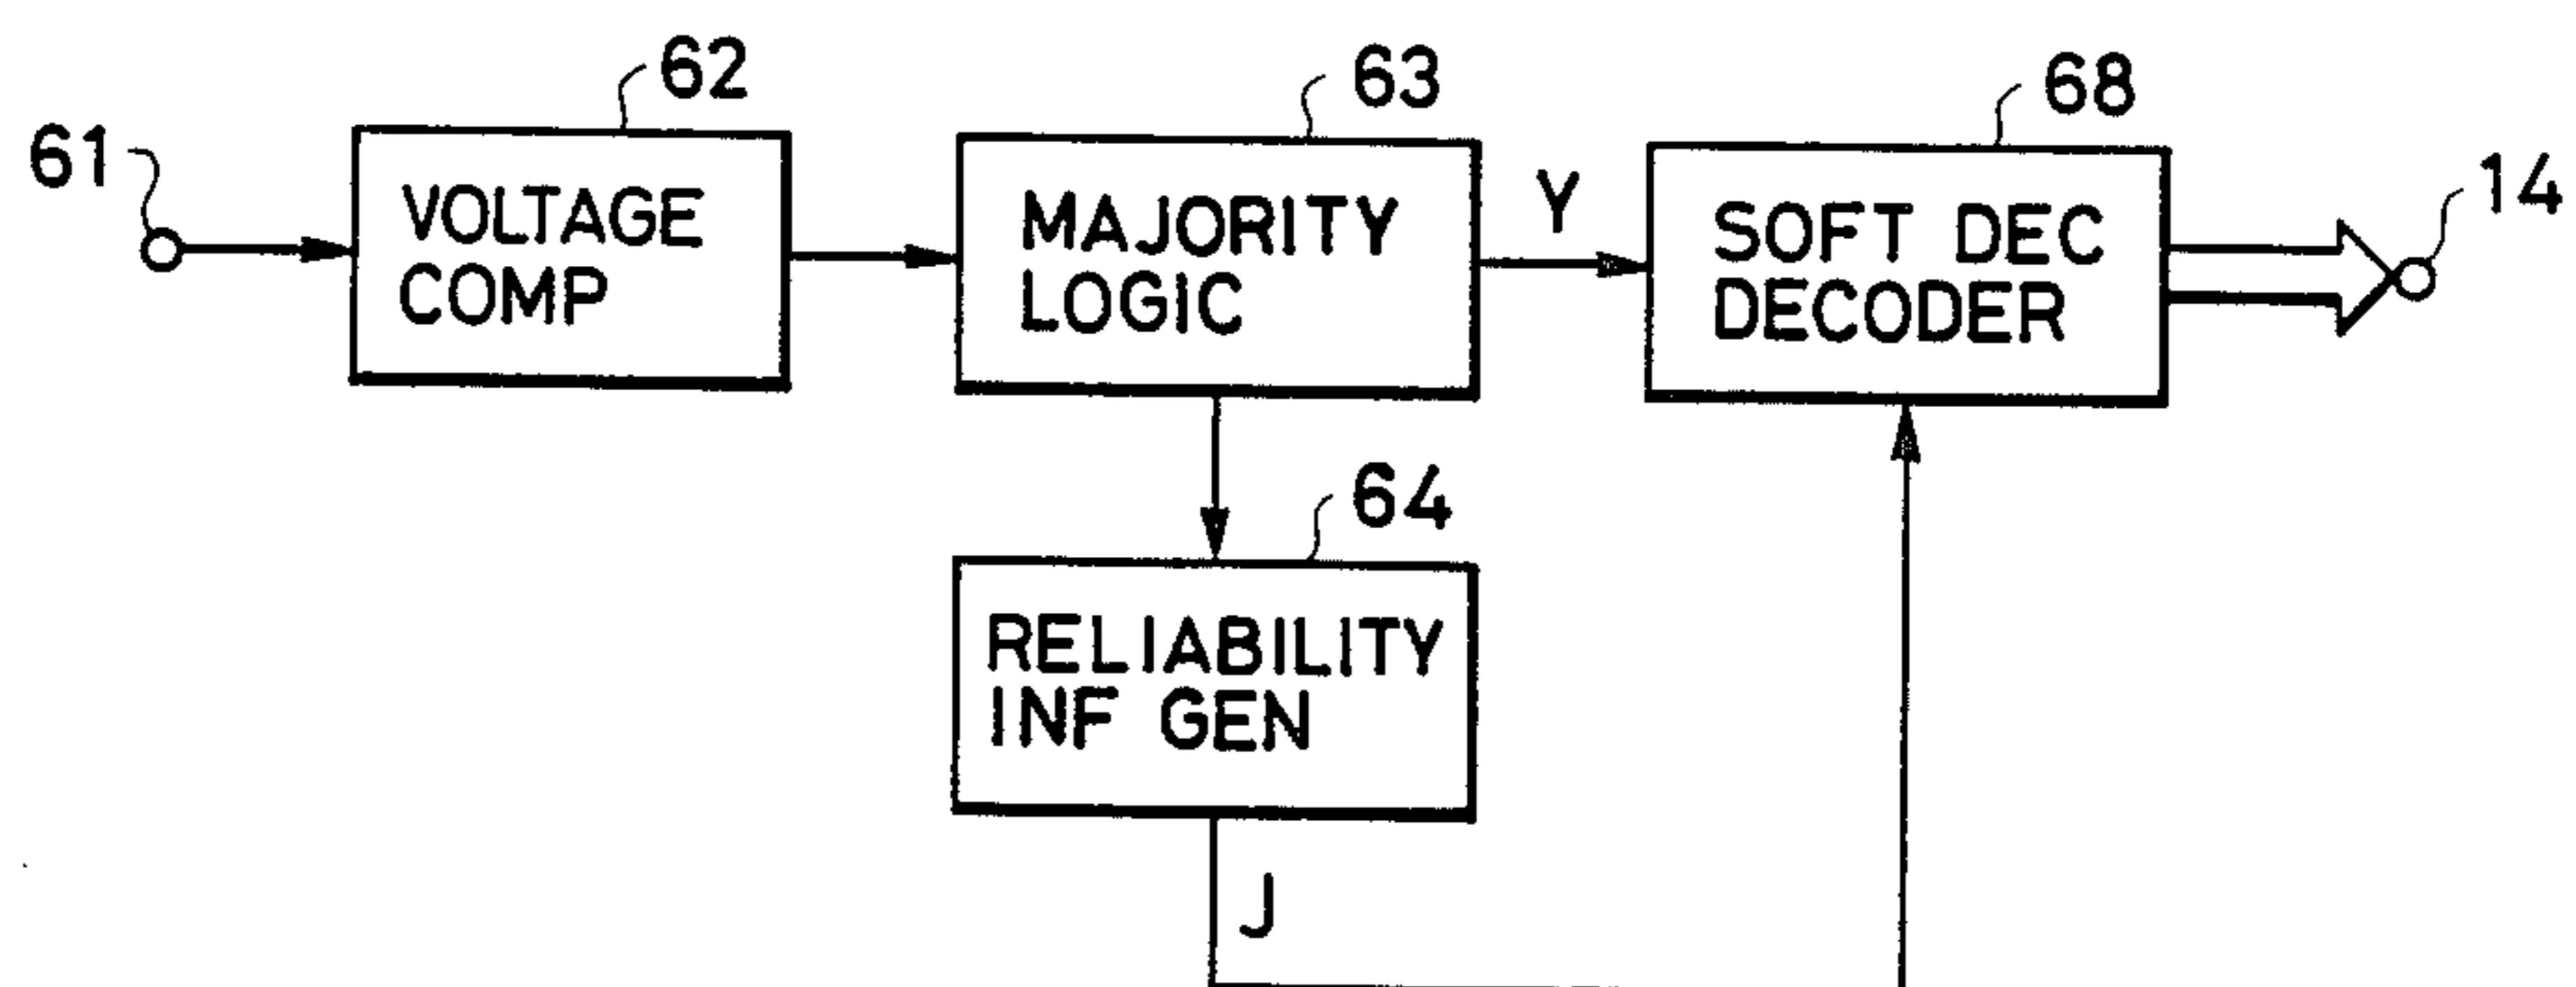 61
62
VOLTAGE
COMP
63
MAJORITY
LOGIC
Y
68
SOFT DEC
DECODER
14
64
RELIABILITY
INF GEN
J